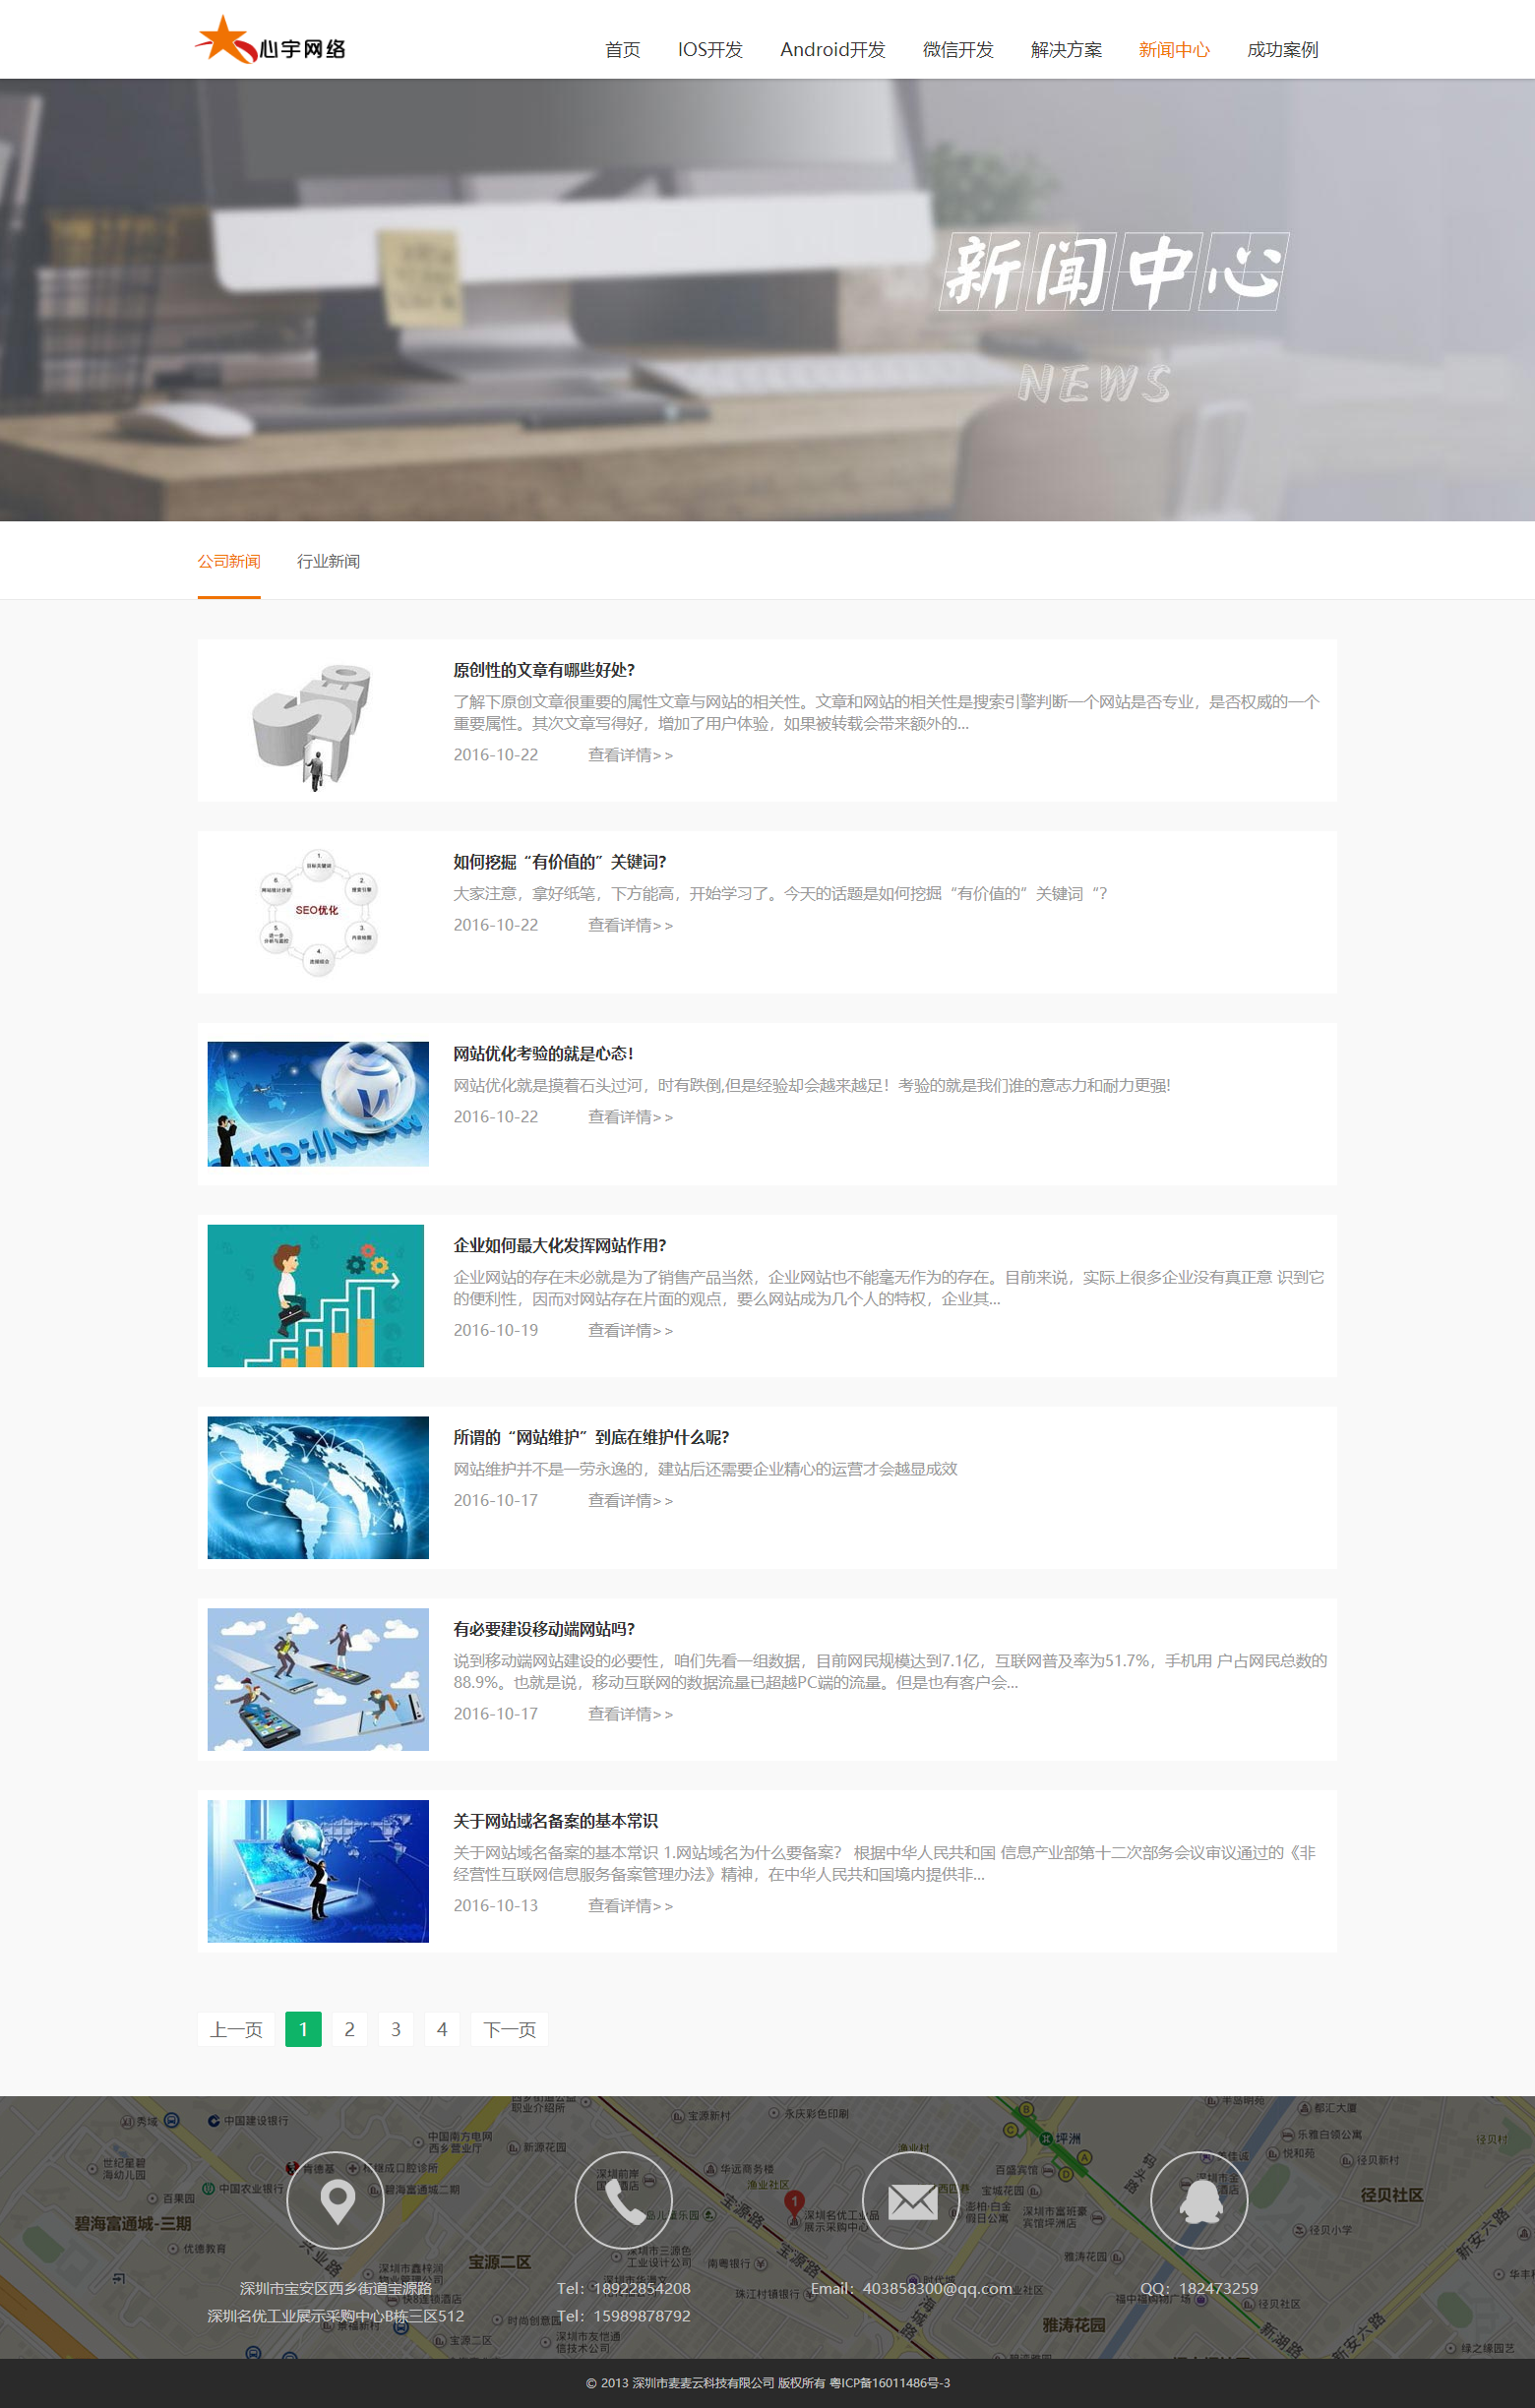 心宇网络
首页 IOS开发 Android开发 微信开发 解决方案 新闻中心 成功案例
新闻中心
NEWS
公司新闻 行业新闻
原创性的文章有哪些好处?
了解下原创文章很重要的属性文章与网站的相关性。文章和网站的相关性是搜索引擎判断一个网站是否专业，是否权威的一个
重要属性。其次文章写得好，增加了用户体验，如果被转载会带来额外的...
2016-10-22 查看详情>>
SEO优化
如何挖掘“有价值的”关键词?
大家注意，拿好纸笔，下方能高，开始学习了。今天的话题是如何挖掘“有价值的”关键词“?
2016-10-22 查看详情>>
http://www
网站优化考验的就是心态！
网站优化就是摸着石头过河，时有跌倒,但是经验却会越来越足！考验的就是我们谁的意志力和耐力更强!
2016-10-22 查看详情>>
企业如何最大化发挥网站作用?
企业网站的存在未必就是为了销售产品当然，企业网站也不能毫无作为的存在。目前来说，实际上很多企业没有真正意 识到它
的便利性，因而对网站存在片面的观点，要么网站成为几个人的特权，企业其...
2016-10-19 查看详情>>
所谓的“网站维护”到底在维护什么呢?
网站维护并不是一劳永逸的，建站后还需要企业精心的运营才会越显成效
2016-10-17 查看详情>>
有必要建设移动端网站吗?
说到移动端网站建设的必要性，咱们先看一组数据，目前网民规模达到7.1亿，互联网普及率为51.7%，手机用 户占网民总数的
88.9%。也就是说，移动互联网的数据流量已超越PC端的流量。但是也有客户会...
2016-10-17 查看详情>>
关于网站域名备案的基本常识
关于网站域名备案的基本常识 1.网站域名为什么要备案？ 根据中华人民共和国 信息产业部第十二次部务会议审议通过的《非
经营性互联网信息服务备案管理办法》精神，在中华人民共和国境内提供非...
2016-10-13 查看详情>>
上一页 1 2 3 4 下一页
深圳市宝安区西乡街道宝源路
深圳名优工业展示采购中心B栋三区512
Tel：18922854208
Tel：15989878792
Email：403858300@qq.com
QQ：182473259
碧海富通城-三期
宝源二区
径贝社区
雅涛花园
© 2013 深圳市麦麦云科技有限公司 版权所有 粤ICP备16011486号-3